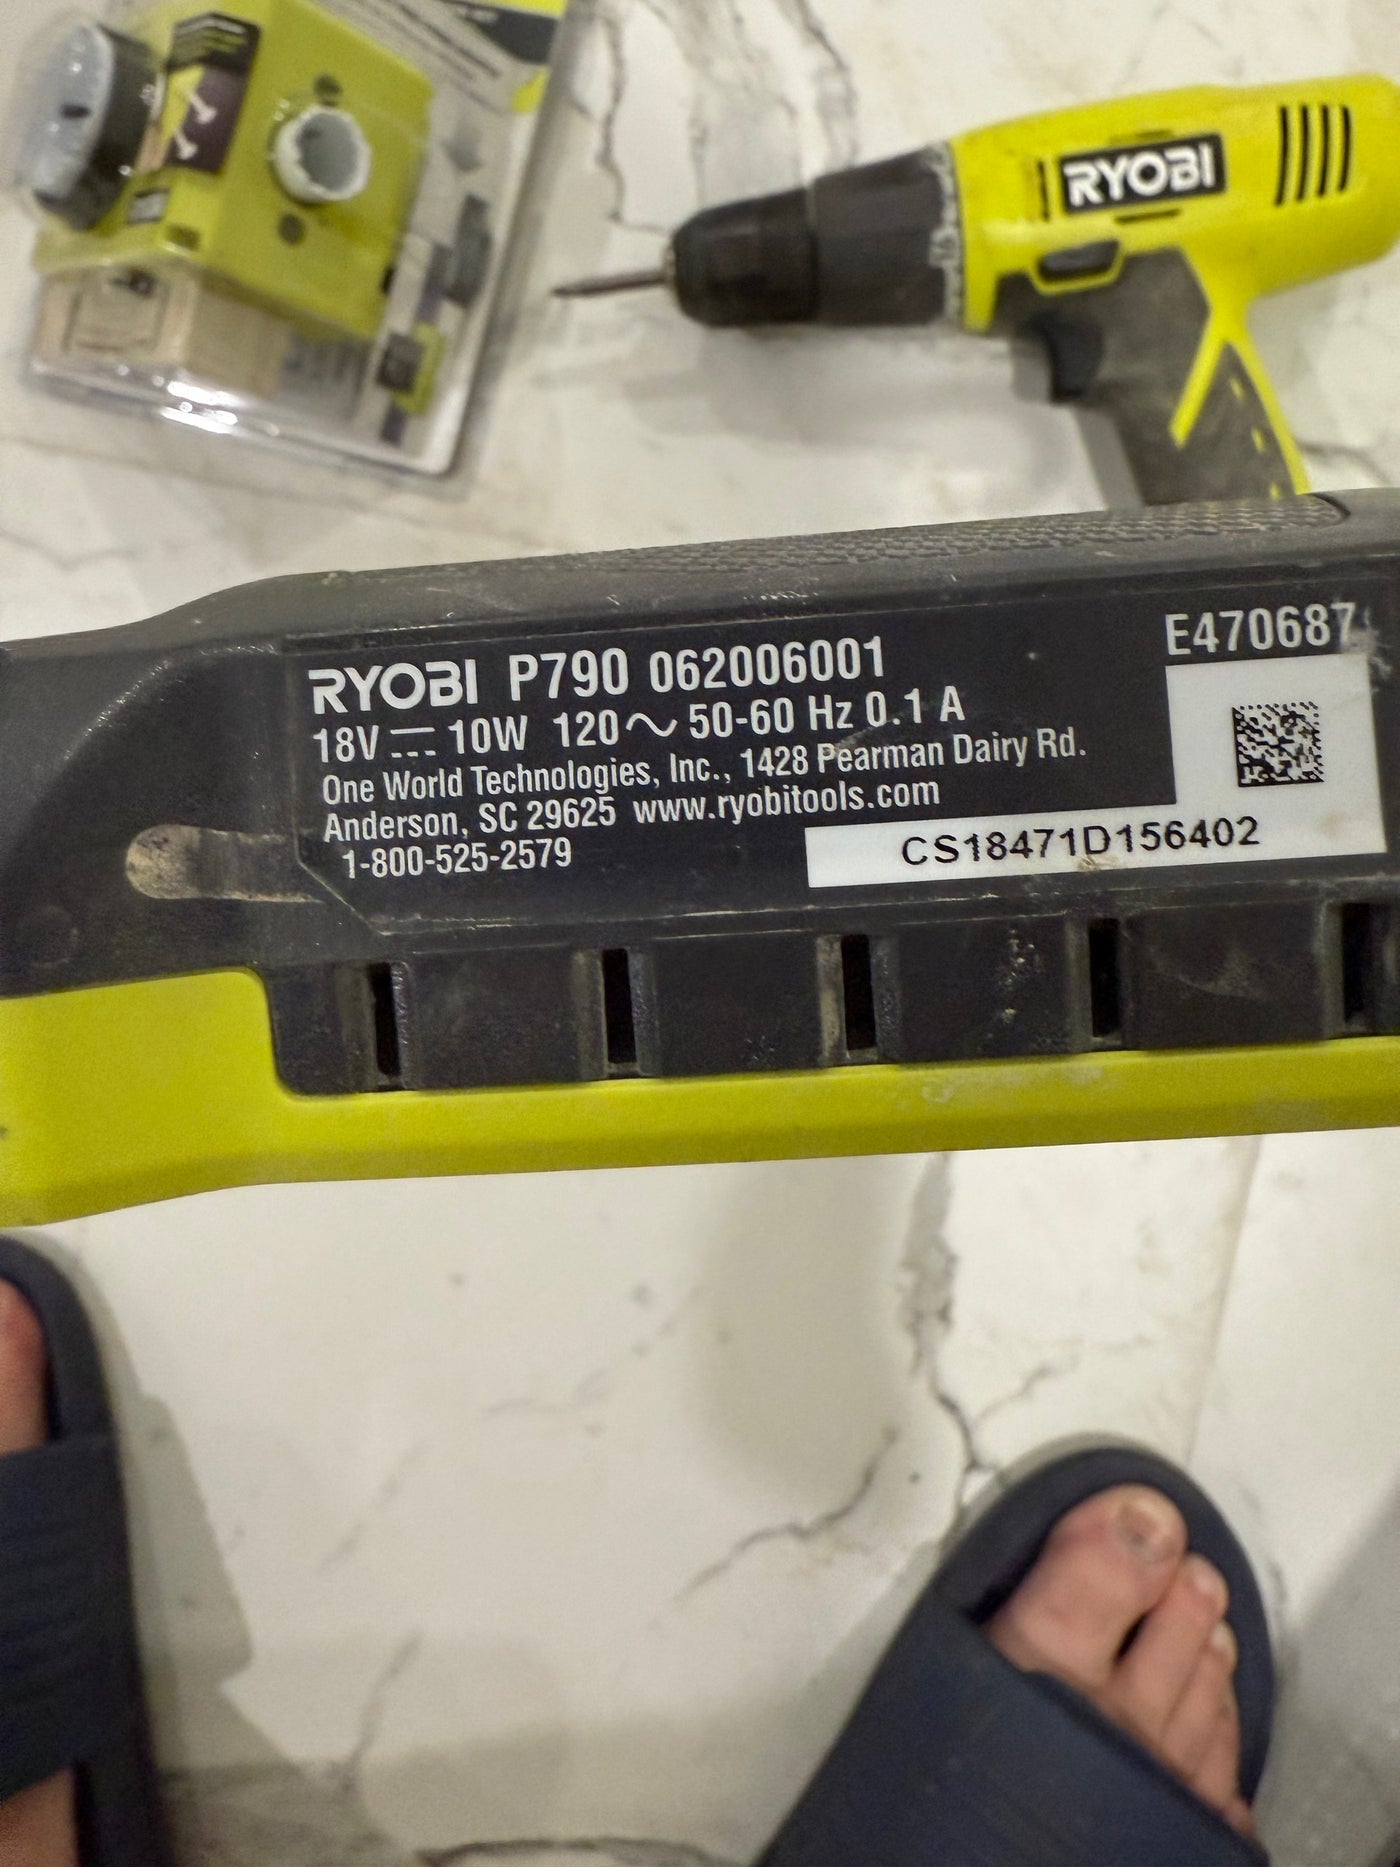 RYOBI
RYOBI P790 062006001
E470687
18V ⎓ 10W 120～ 50-60 Hz 0.1 A
One World Technologies, Inc., 1428 Pearman Dairy Rd.
Anderson, SC 29625 www.ryobitools.com
1-800-525-2579
CS18471D156402